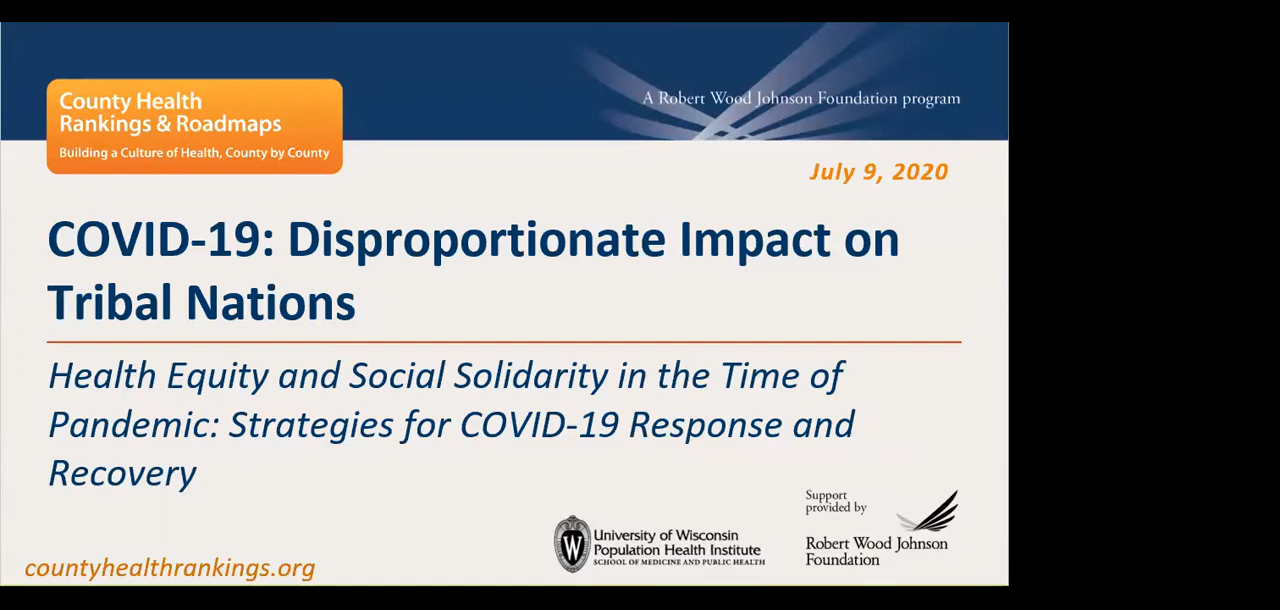 County Health
Rankings & Roadmaps
Building a Culture of Health, County by County
A Robert Wood Johnson Foundation program
July 9, 2020
COVID-19: Disproportionate Impact on
Tribal Nations
Health Equity and Social Solidarity in the Time of
Pandemic: Strategies for COVID-19 Response and
Recovery
countyhealthrankings.org
W
University of Wisconsin
Population Health Institute
SCHOOL OF MEDICINE AND PUBLIC HEALTH
Support
provided by
Robert Wood Johnson
Foundation